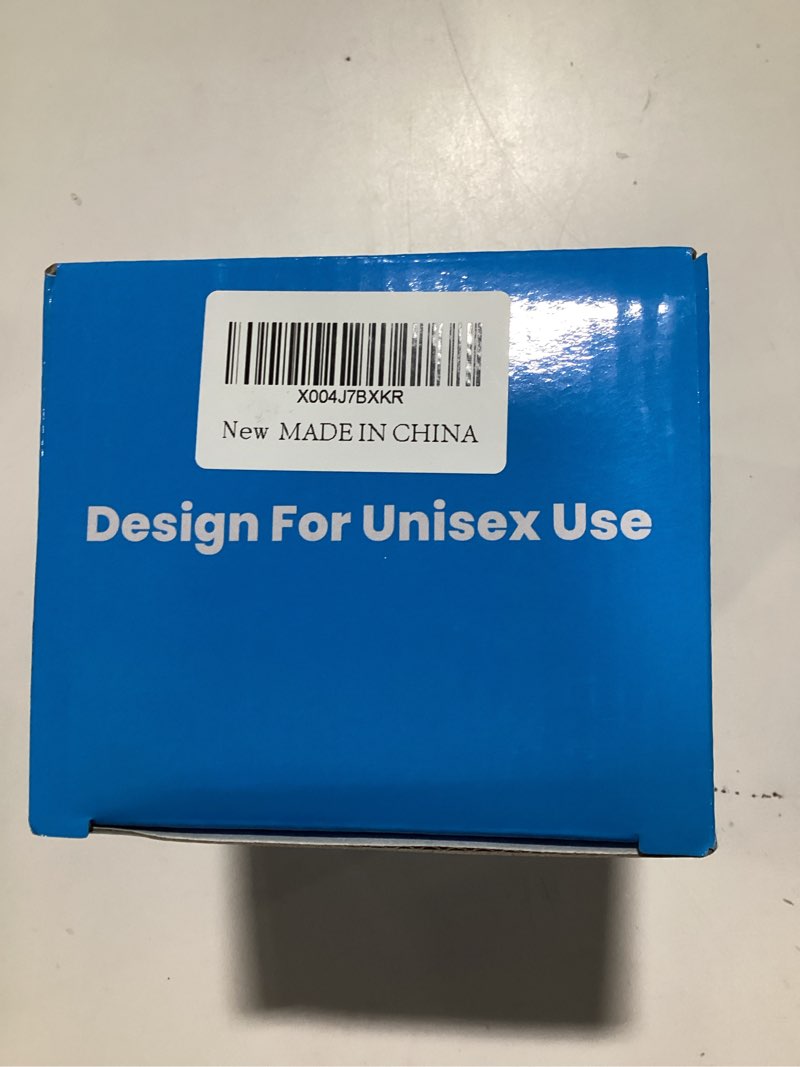 X004J7BXKR
New MADE IN CHINA
Design For Unisex Use